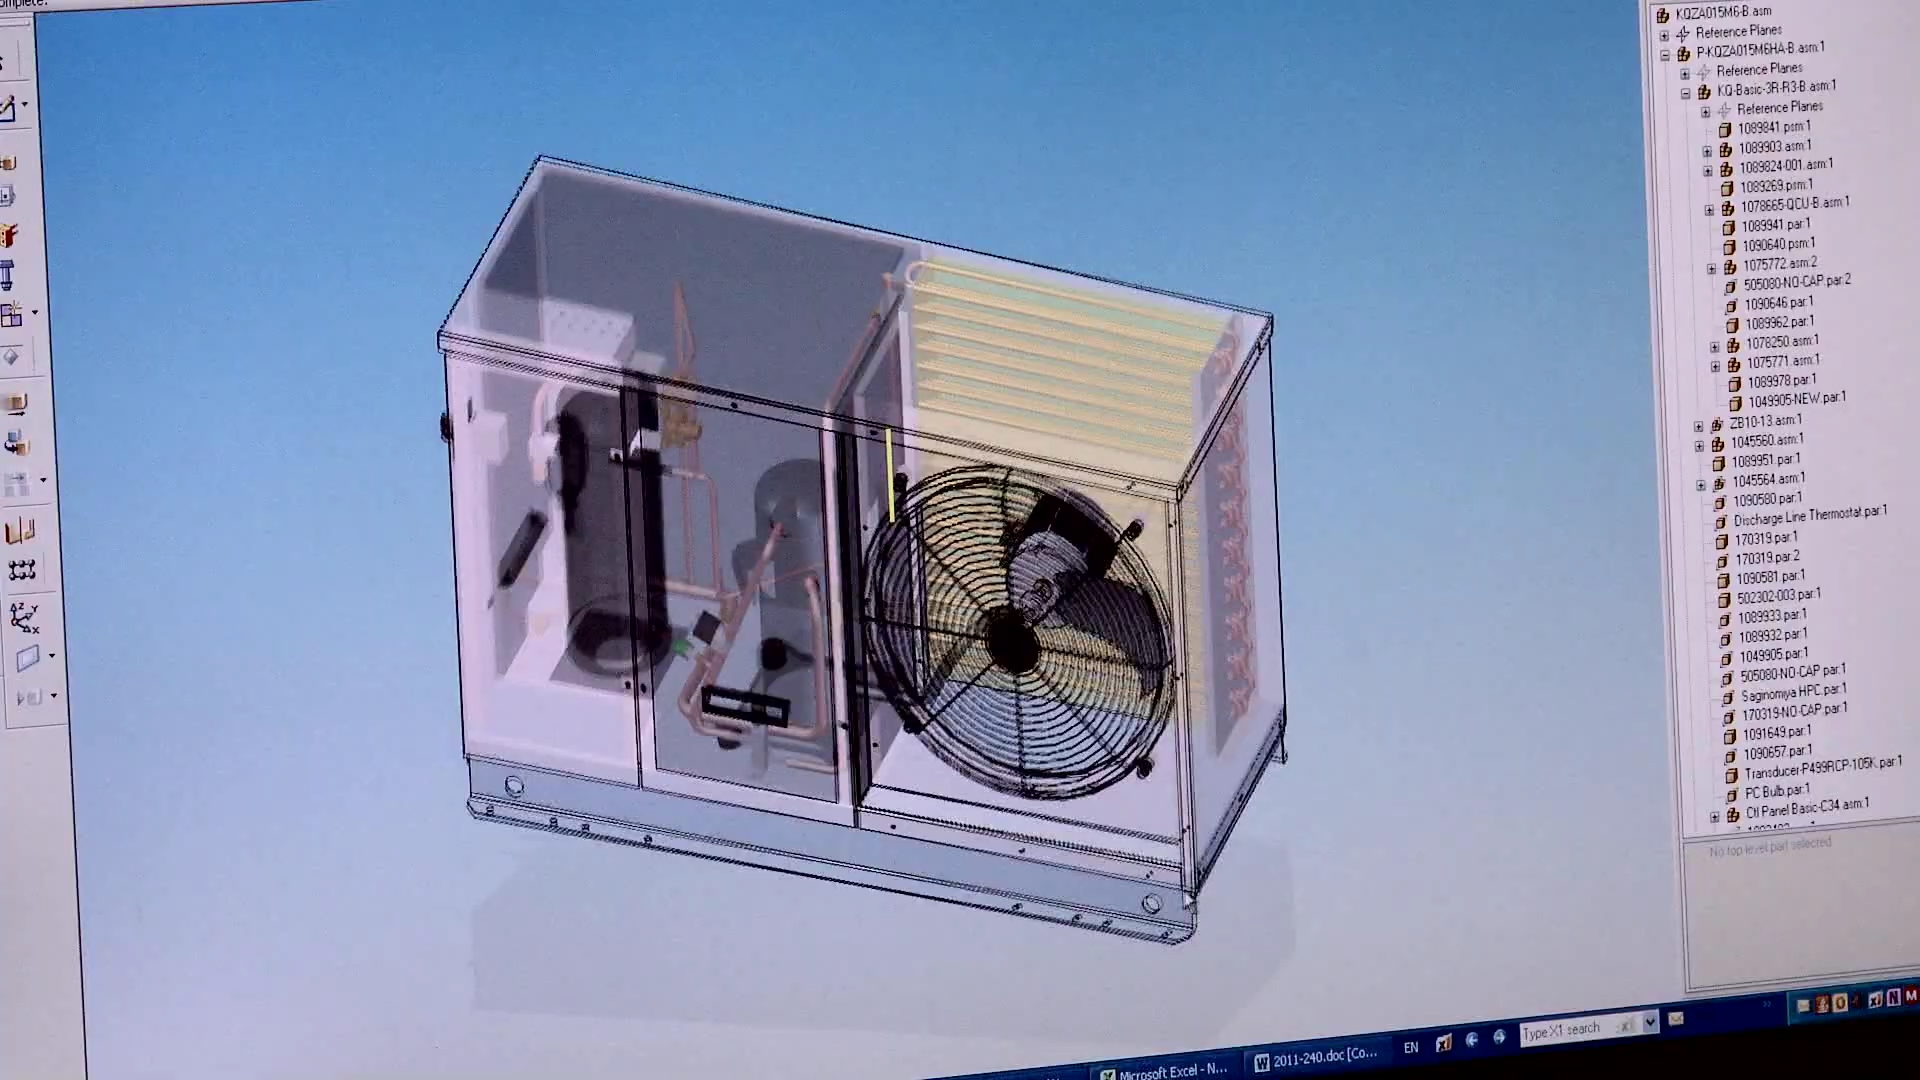 omplete.
KQZA015M6-B.asm
Reference Planes
P-KQZA015M6HA-B.asm:1
Reference Planes
KQ-Basic-3R-R3-B.asm:1
Reference Planes
1089841.psm:1
1089903.asm:1
1089824-001.asm:1
1089269.psm:1
1078665-QCU-B.asm:1
1089941.par:1
1090640.psm:1
1075772.asm:2
505080-NO-CAP.par:2
1090646.par:1
1089962.par:1
1078250.asm:1
1075771.asm:1
1089978.par:1
1049905-NEW.par:1
ZB10-13.asm:1
1045560.asm:1
1089951.par:1
1045564.asm:1
1090580.par:1
Discharge Line Thermostat.par:1
170319.par:1
170319.par:2
1090581.par:1
502302-003.par:1
1089933.par:1
1089932.par:1
1049905.par:1
505080-NO-CAP.par:1
Saginomiya HPC.par:1
170319-NO-CAP.par:1
1091649.par:1
1090657.par:1
Transducer-P499RCP-105K.par:1
PC Bulb.par:1
Ctl Panel Basic-C34.asm:1
No top level part selected.
Microsoft Excel - N...
2011-240.doc [Co...
EN
Type X1 search